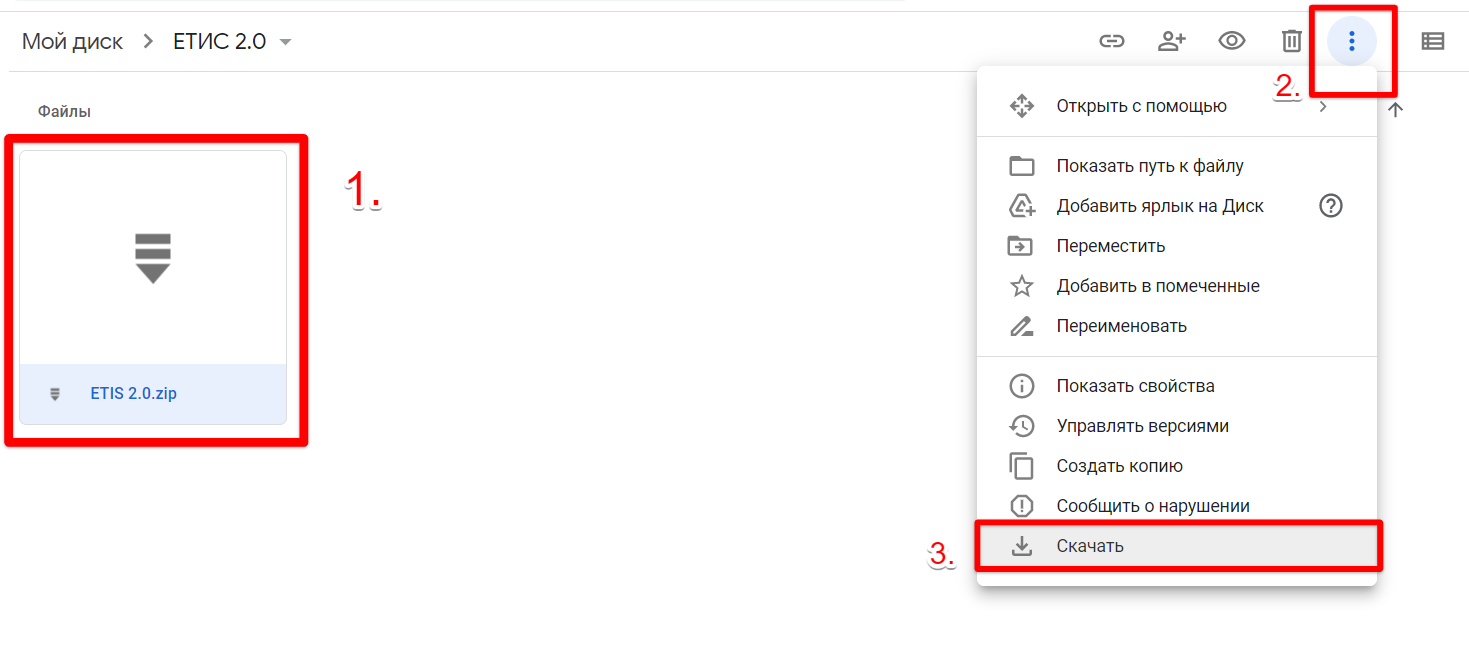 Мой диск > ЕТИС 2.0
Файлы
1.
ETIS 2.0.zip
2.
Открыть с помощью
Показать путь к файлу
Добавить ярлык на Диск
Переместить
Добавить в помеченные
Переименовать
Показать свойства
Управлять версиями
Создать копию
Сообщить о нарушении
3.
Скачать